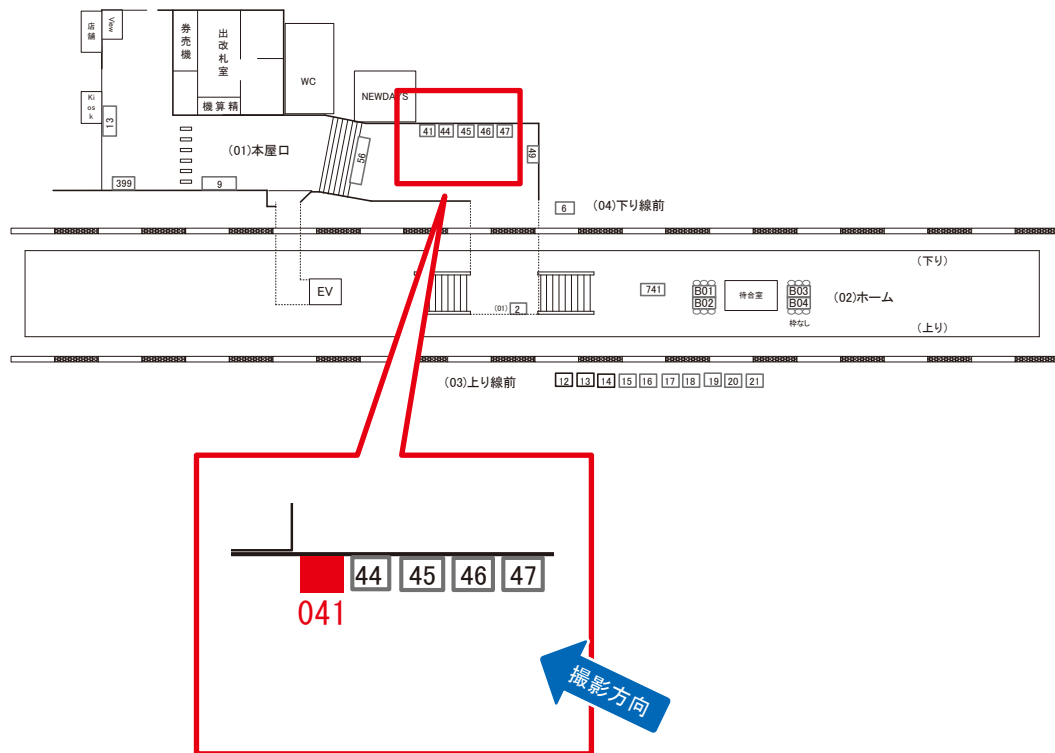 店舗
View
券売機
出改札室
WC
NEWDAYS
Kiosk
13
精算機
41 44 45 46 47
(01)本屋口
56
49
399
9
6
(04)下り線前
(下り)
EV
741
B01
B02
待合室
B03
B04
(02)ホーム
(01) 2
枠なし
(上り)
(03)上り線前
12 13 14 15 16 17 18 19 20 21
44 45 46 47
041
撮影方向